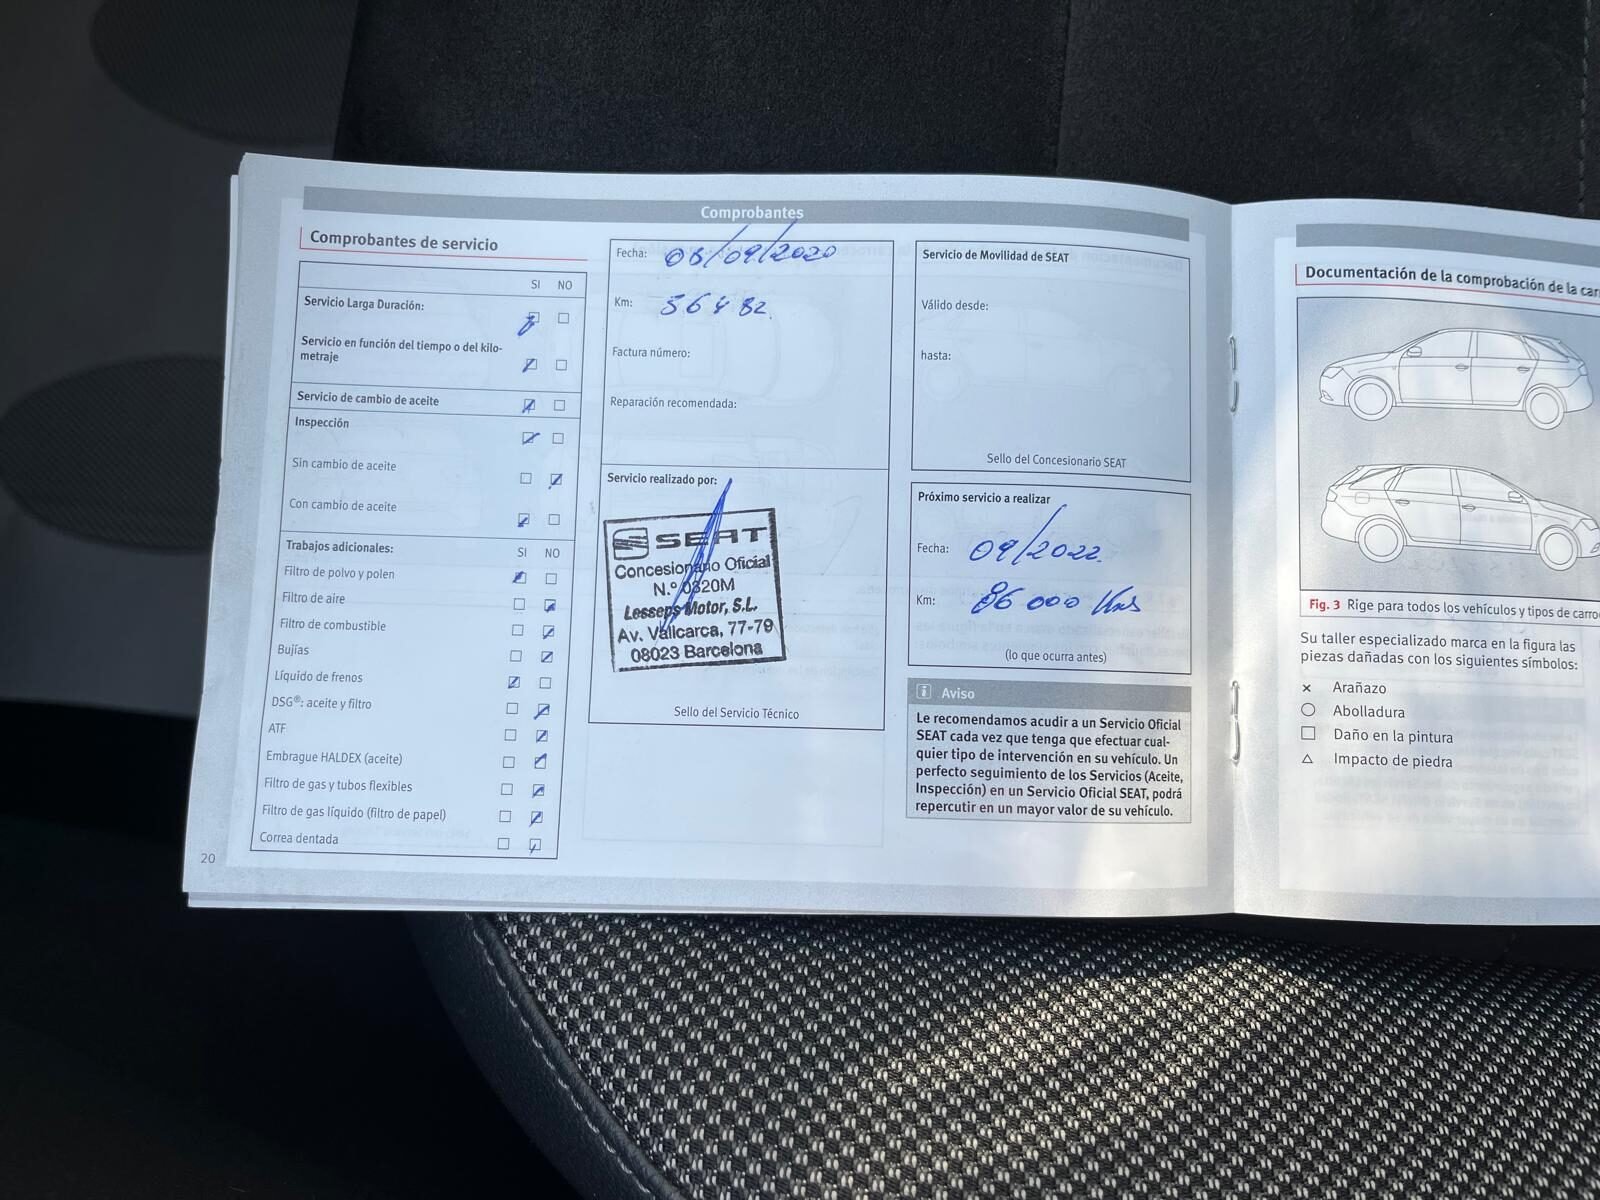 Comprobantes
Comprobantes de servicio
SI NO
Servicio Larga Duración:
Servicio en función del tiempo o del kilo-
metraje
Servicio de cambio de aceite
Inspección
Sin cambio de aceite
Con cambio de aceite
Trabajos adicionales: SI NO
Filtro de polvo y polen
Filtro de aire
Filtro de combustible
Bujías
Líquido de frenos
DSG®: aceite y filtro
ATF
Embrague HALDEX (aceite)
Filtro de gas y tubos flexibles
Filtro de gas líquido (filtro de papel)
Correa dentada
20
Fecha: 08/09/2020
Km: 56482
Factura número:
Reparación recomendada:
Servicio realizado por:
SEAT
Concesionario Oficial
N.º 0820M
Lesseps Motor, S.L.
Av. Vallcarca, 77-79
08023 Barcelona
Sello del Servicio Técnico
Servicio de Movilidad de SEAT
Válido desde:
hasta:
Sello del Concesionario SEAT
Próximo servicio a realizar
Fecha: 09/2022
Km: 86 000 Kms
(lo que ocurra antes)
Aviso
Le recomendamos acudir a un Servicio Oficial
SEAT cada vez que tenga que efectuar cual-
quier tipo de intervención en su vehículo. Un
perfecto seguimiento de los Servicios (Aceite,
Inspección) en un Servicio Oficial SEAT, podrá
repercutir en un mayor valor de su vehículo.
Documentación de la comprobación de la
Fig. 3 Rige para todos los vehículos y tipos de
Su taller especializado marca en la figura las
piezas dañadas con los siguientes símbolos:
Arañazo
Abolladura
Daño en la pintura
Impacto de piedra